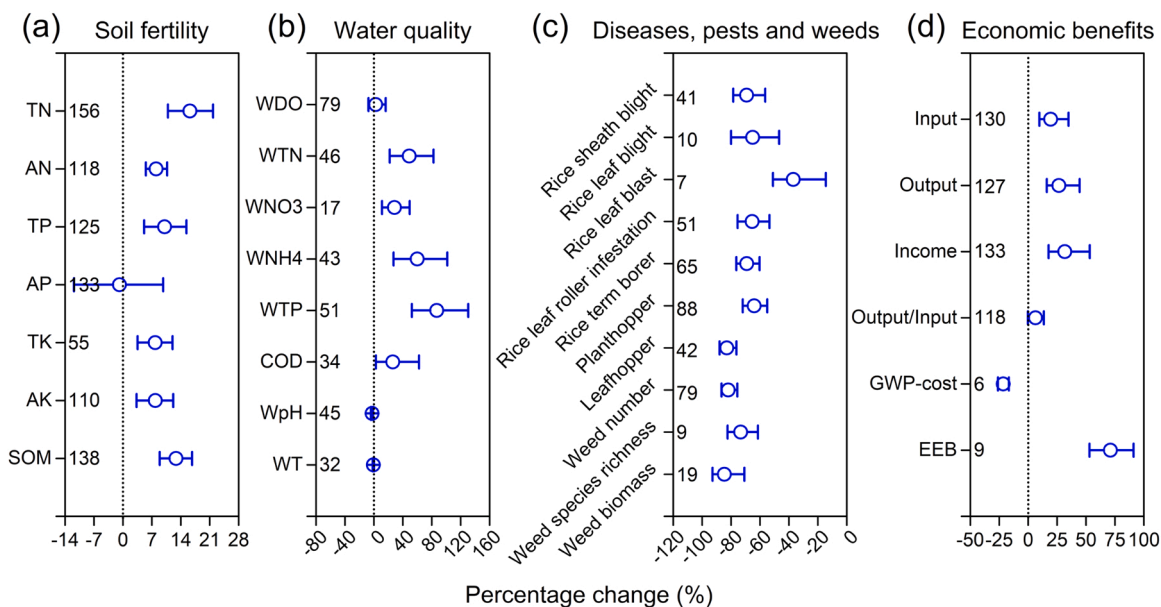 (a) Soil fertility
TN 156
AN 118
TP 125
AP 133
TK 55
AK 110
SOM 138
-14 -7 0 7 14 21 28
(b) Water quality
WDO 79
WTN 46
WNO3 17
WNH4 43
WTP 51
COD 34
WpH 45
WT 32
-80 -40 0 40 80 120 160
(c) Diseases, pests and weeds
Rice sheath blight 41
Rice leaf blight 10
Rice leaf blast 7
Rice leaf roller infestation 51
Rice term borer 65
Planthopper 88
Leafhopper 42
Weed number 79
Weed species richness 9
Weed biomass 19
-120 -100 -80 -60 -40 -20 0
(d) Economic benefits
Input 130
Output 127
Income 133
Output/Input 118
GWP-cost 6
EEB 9
-50 -25 0 25 50 75 100
Percentage change (%)